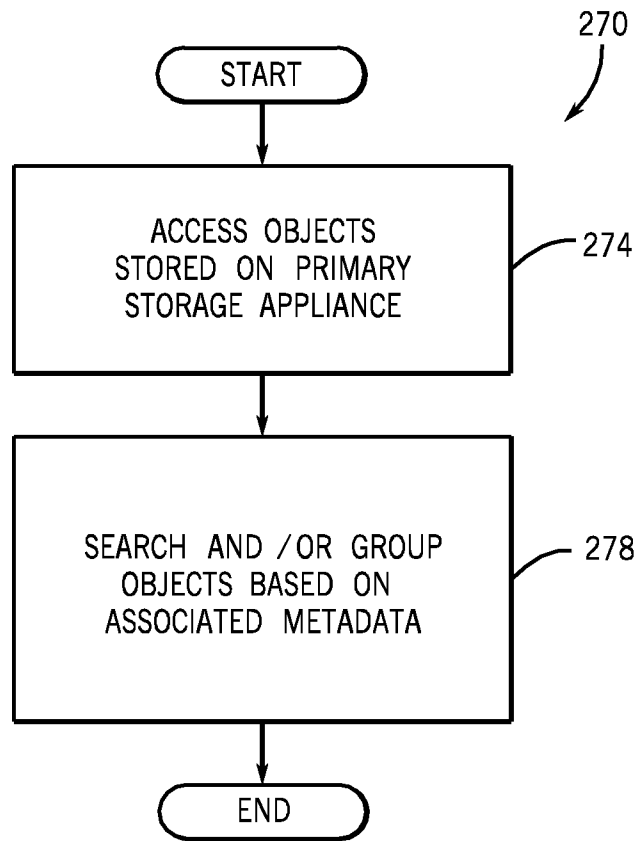 270
START
ACCESS OBJECTS
STORED ON PRIMARY
STORAGE APPLIANCE
274
SEARCH AND /OR GROUP
OBJECTS BASED ON
ASSOCIATED METADATA
278
END